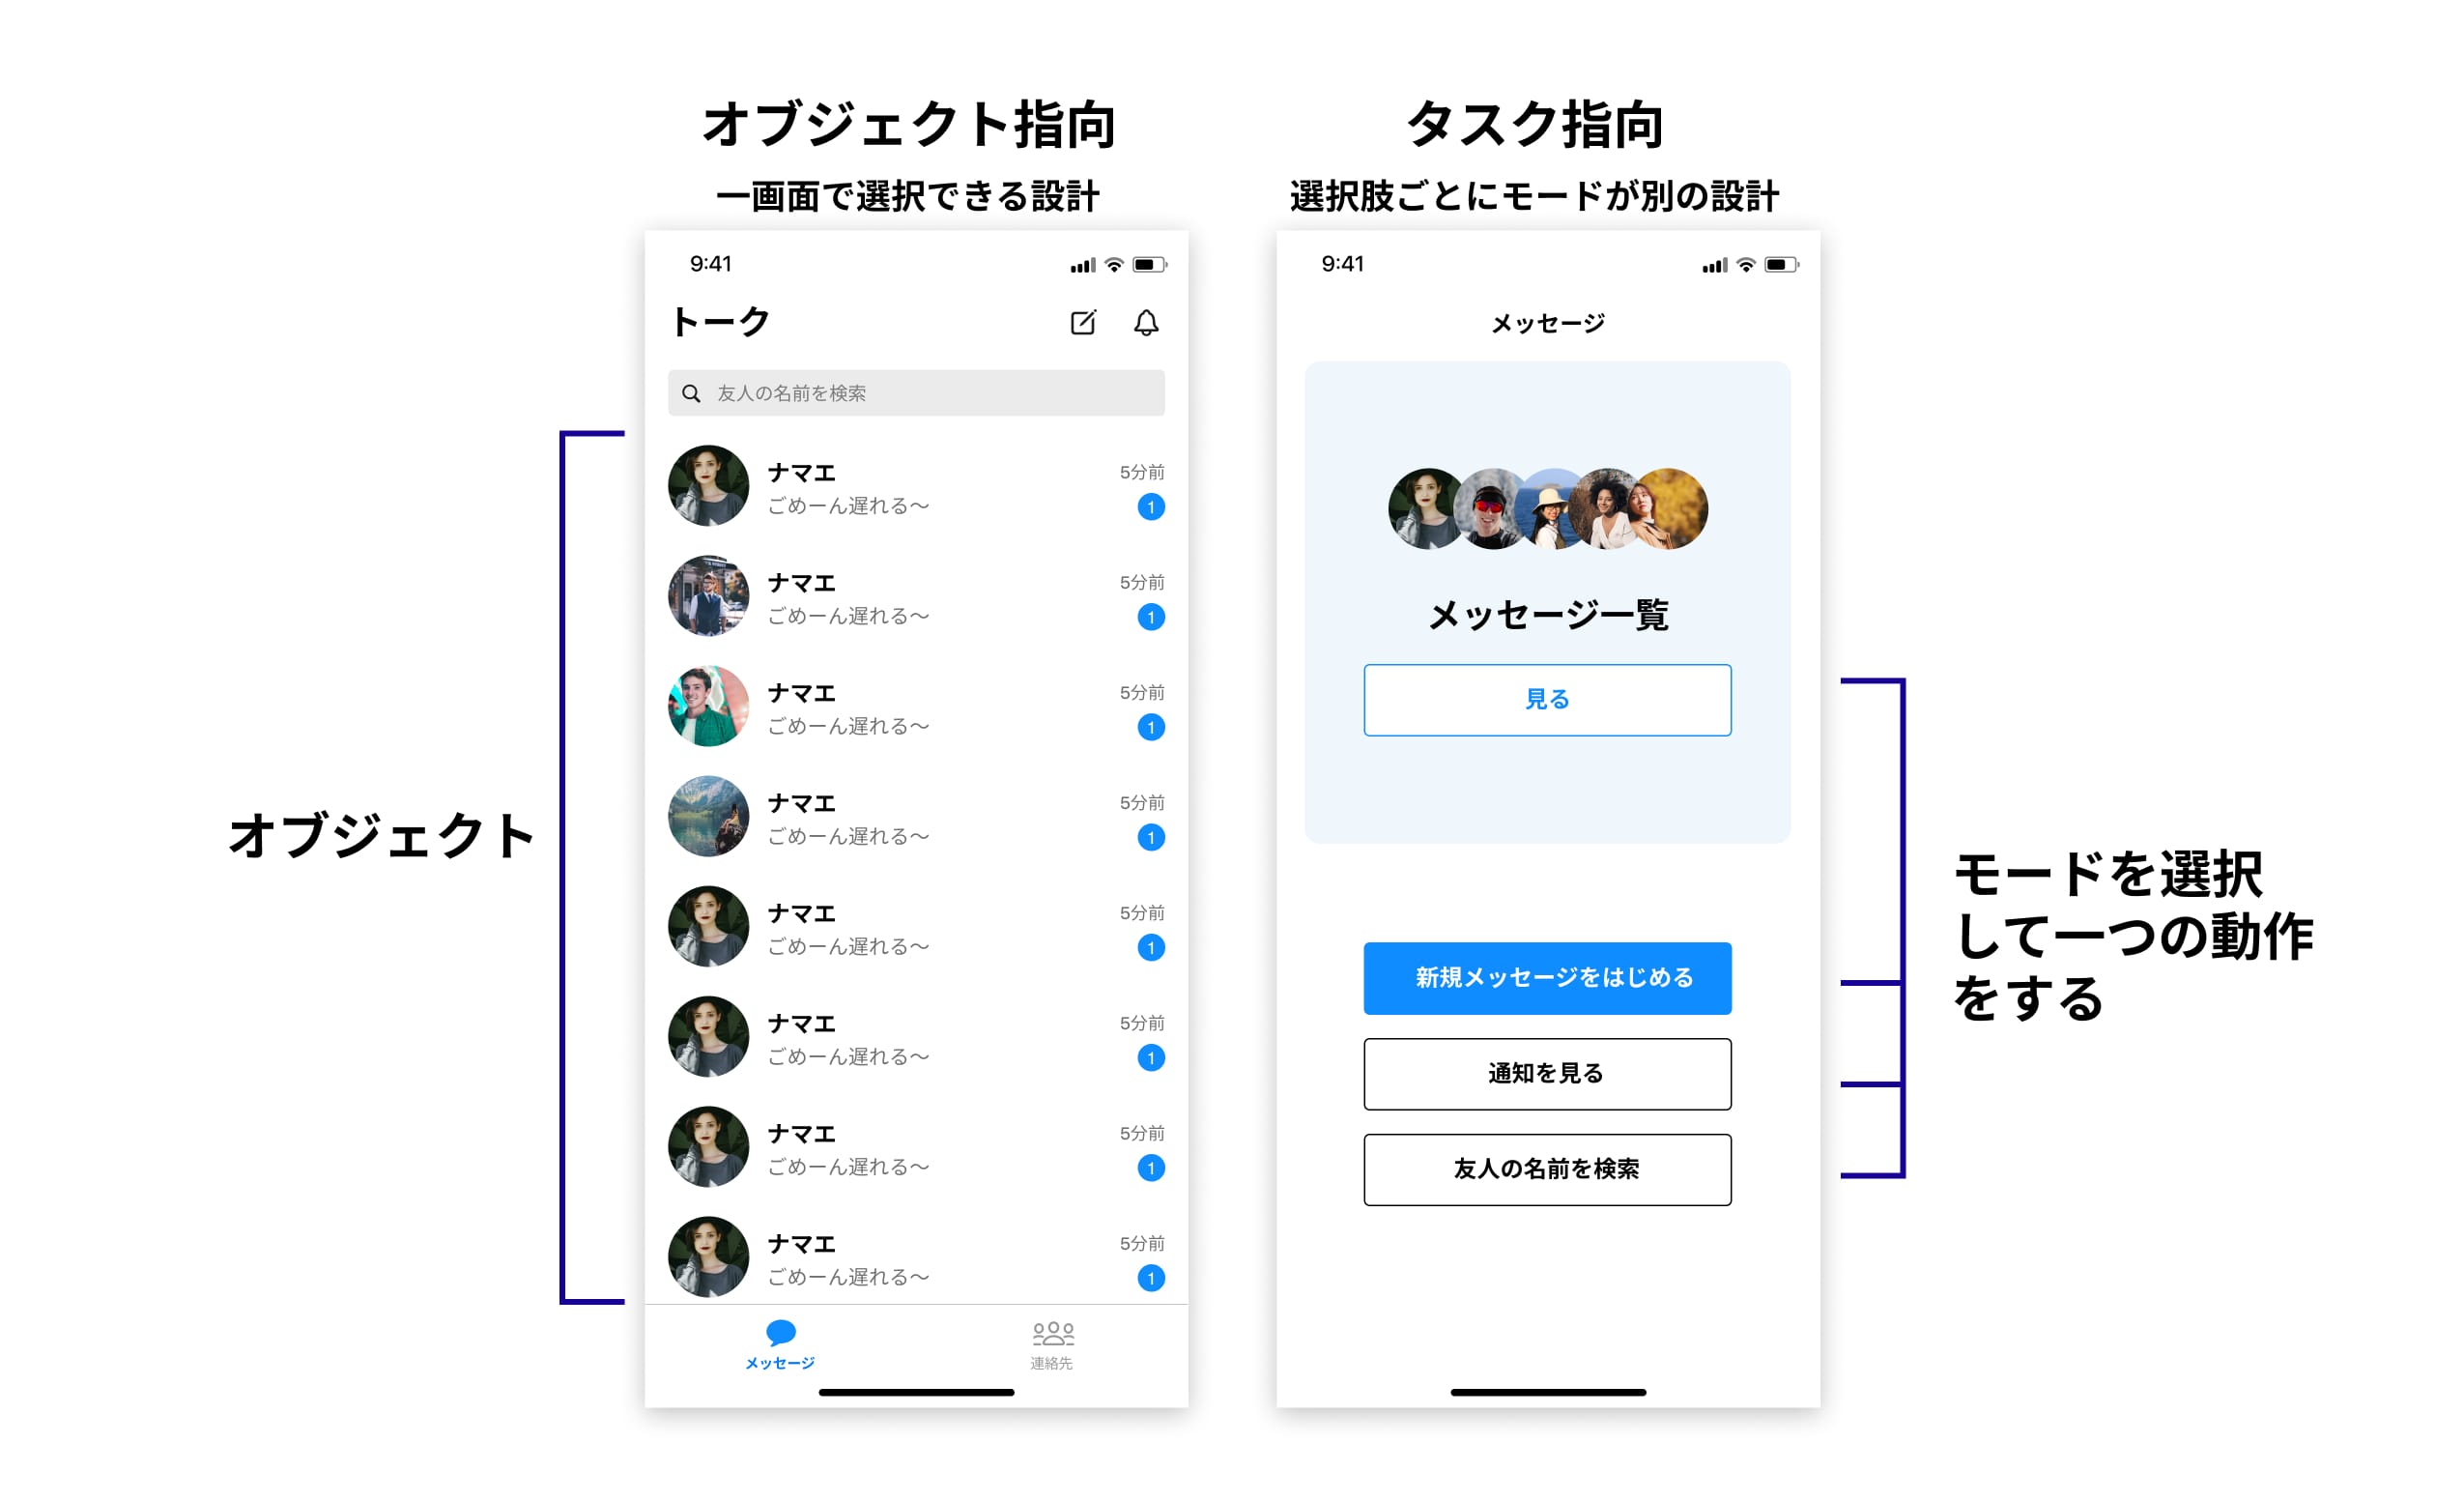 オブジェクト指向
一画面で選択できる設計
タスク指向
選択肢ごとにモードが別の設計
オブジェクト
9:41
トーク
友人の名前を検索
ナマエ
5分前
ごめーん遅れる〜
1
ナマエ
5分前
ごめーん遅れる〜
1
ナマエ
5分前
ごめーん遅れる〜
1
ナマエ
5分前
ごめーん遅れる〜
1
ナマエ
5分前
ごめーん遅れる〜
1
ナマエ
5分前
ごめーん遅れる〜
1
ナマエ
5分前
ごめーん遅れる〜
1
ナマエ
5分前
ごめーん遅れる〜
1
メッセージ
連絡先
9:41
メッセージ
メッセージ一覧
見る
新規メッセージをはじめる
通知を見る
友人の名前を検索
モードを選択
して一つの動作
をする